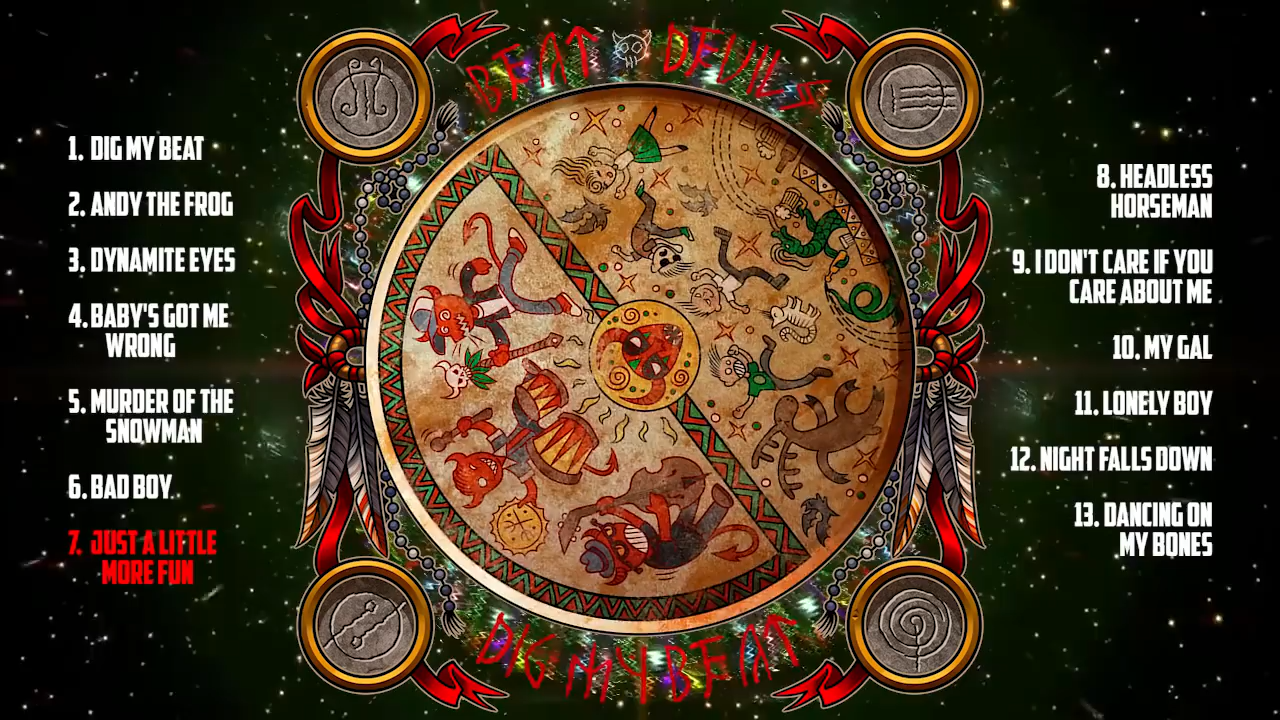 BEAT DEVILS
1. DIG MY BEAT
2. ANDY THE FROG
3. DYNAMITE EYES
4. BABY'S GOT ME
WRONG
5. MURDER OF THE
SNOWMAN
6. BAD BOY
7. JUST A LITTLE
MORE FUN
8. HEADLESS
HORSEMAN
9. I DON'T CARE IF YOU
CARE ABOUT ME
10. MY GAL
11. LONELY BOY
12. NIGHT FALLS DOWN
13. DANCING ON
MY BONES
DIG MY BEAT